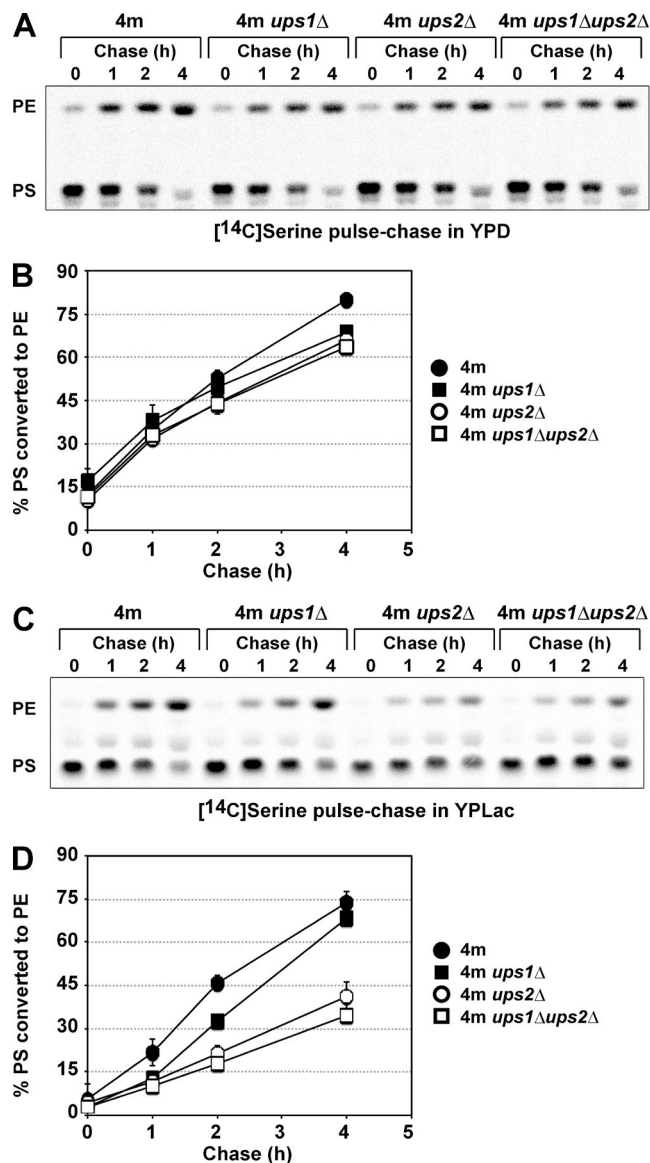 A
4m 4m ups1Δ 4m ups2Δ 4m ups1Δups2Δ
Chase (h) Chase (h) Chase (h) Chase (h)
0 1 2 4 0 1 2 4 0 1 2 4 0 1 2 4
PE
PS
[14C]Serine pulse-chase in YPD
B
% PS converted to PE
90
75
60
45
30
15
0
0 1 2 3 4 5
Chase (h)
4m
4m ups1Δ
4m ups2Δ
4m ups1Δups2Δ
C
4m 4m ups1Δ 4m ups2Δ 4m ups1Δups2Δ
Chase (h) Chase (h) Chase (h) Chase (h)
0 1 2 4 0 1 2 4 0 1 2 4 0 1 2 4
PE
PS
[14C]Serine pulse-chase in YPLac
D
% PS converted to PE
90
75
60
45
30
15
0
0 1 2 3 4 5
Chase (h)
4m
4m ups1Δ
4m ups2Δ
4m ups1Δups2Δ